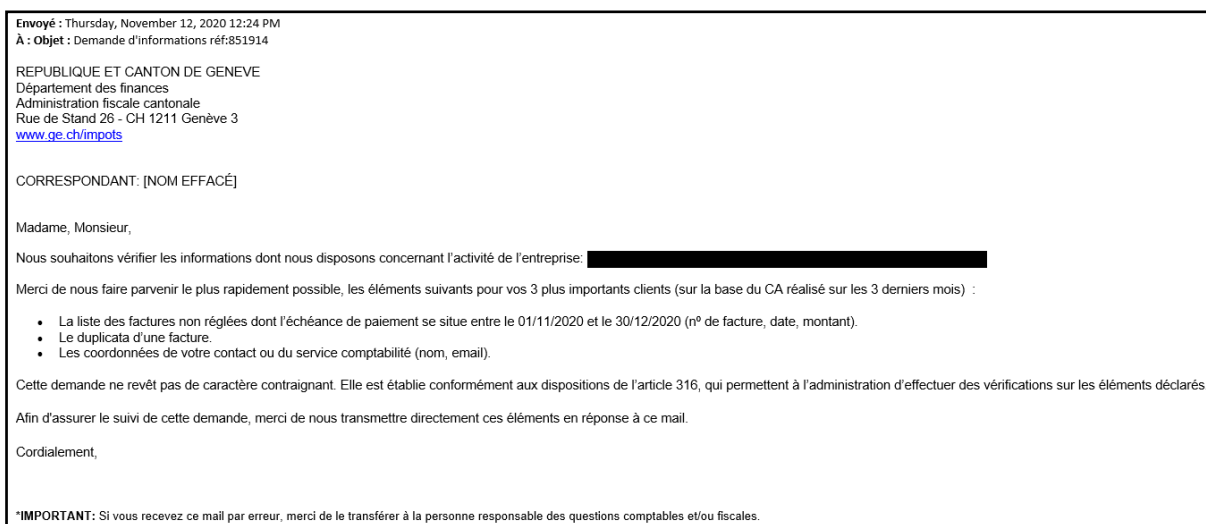 Envoyé : Thursday, November 12, 2020 12:24 PM
À : Objet : Demande d'informations réf:851914
REPUBLIQUE ET CANTON DE GENEVE
Département des finances
Administration fiscale cantonale
Rue de Stand 26 - CH 1211 Genève 3
www.ge.ch/impots
CORRESPONDANT: [NOM EFFACÉ]
Madame, Monsieur,
Nous souhaitons vérifier les informations dont nous disposons concernant l'activité de l'entreprise:
Merci de nous faire parvenir le plus rapidement possible, les éléments suivants pour vos 3 plus importants clients (sur la base du CA réalisé sur les 3 derniers mois) :
• La liste des factures non réglées dont l'échéance de paiement se situe entre le 01/11/2020 et le 30/12/2020 (nº de facture, date, montant).
• Le duplicata d'une facture.
• Les coordonnées de votre contact ou du service comptabilité (nom, email).
Cette demande ne revêt pas de caractère contraignant. Elle est établie conformément aux dispositions de l'article 316, qui permettent à l'administration d'effectuer des vérifications sur les éléments déclarés
Afin d'assurer le suivi de cette demande, merci de nous transmettre directement ces éléments en réponse à ce mail.
Cordialement,
*IMPORTANT: Si vous recevez ce mail par erreur, merci de le transférer à la personne responsable des questions comptables et/ou fiscales.